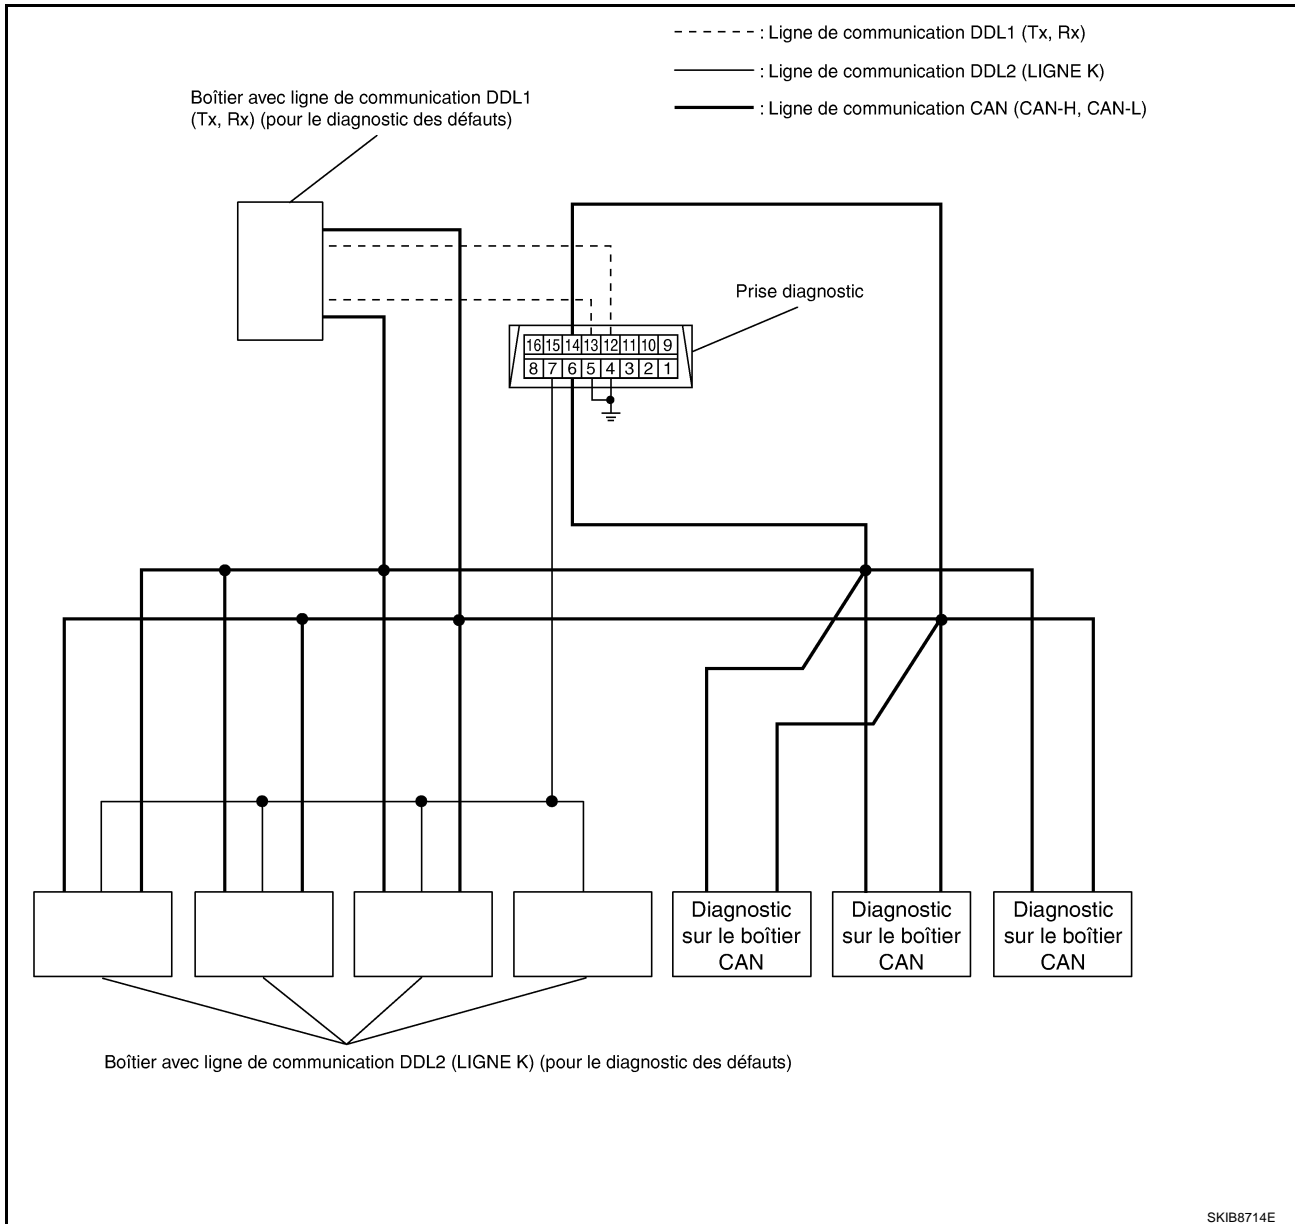 : Ligne de communication DDL1 (Tx, Rx)
: Ligne de communication DDL2 (LIGNE K)
: Ligne de communication CAN (CAN-H, CAN-L)
Boîtier avec ligne de communication DDL1
(Tx, Rx) (pour le diagnostic des défauts)
Prise diagnostic
16 15 14 13 12 11 10 9
8 7 6 5 4 3 2 1
Diagnostic
sur le boîtier
CAN
Diagnostic
sur le boîtier
CAN
Diagnostic
sur le boîtier
CAN
Boîtier avec ligne de communication DDL2 (LIGNE K) (pour le diagnostic des défauts)
SKIB8714E